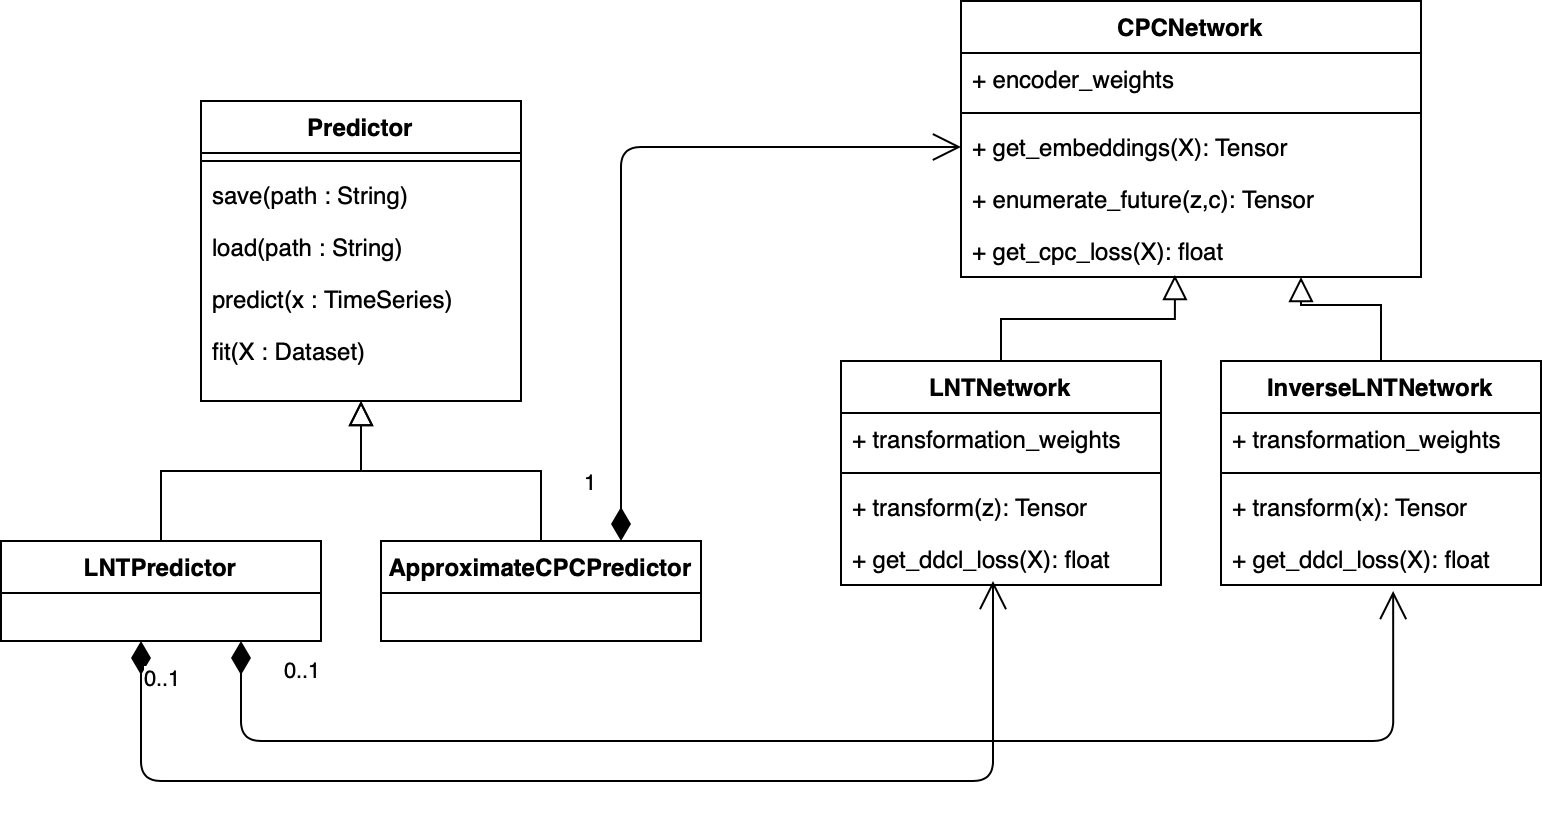 CPCNetwork
+ encoder_weights
+ get_embeddings(X): Tensor
+ enumerate_future(z,c): Tensor
+ get_cpc_loss(X): float
Predictor
save(path : String)
load(path : String)
predict(x : TimeSeries)
fit(X : Dataset)
LNTNetwork
+ transformation_weights
+ transform(z): Tensor
+ get_ddcl_loss(X): float
InverseLNTNetwork
+ transformation_weights
+ transform(x): Tensor
+ get_ddcl_loss(X): float
1
LNTPredictor
ApproximateCPCPredictor
0..1
0..1